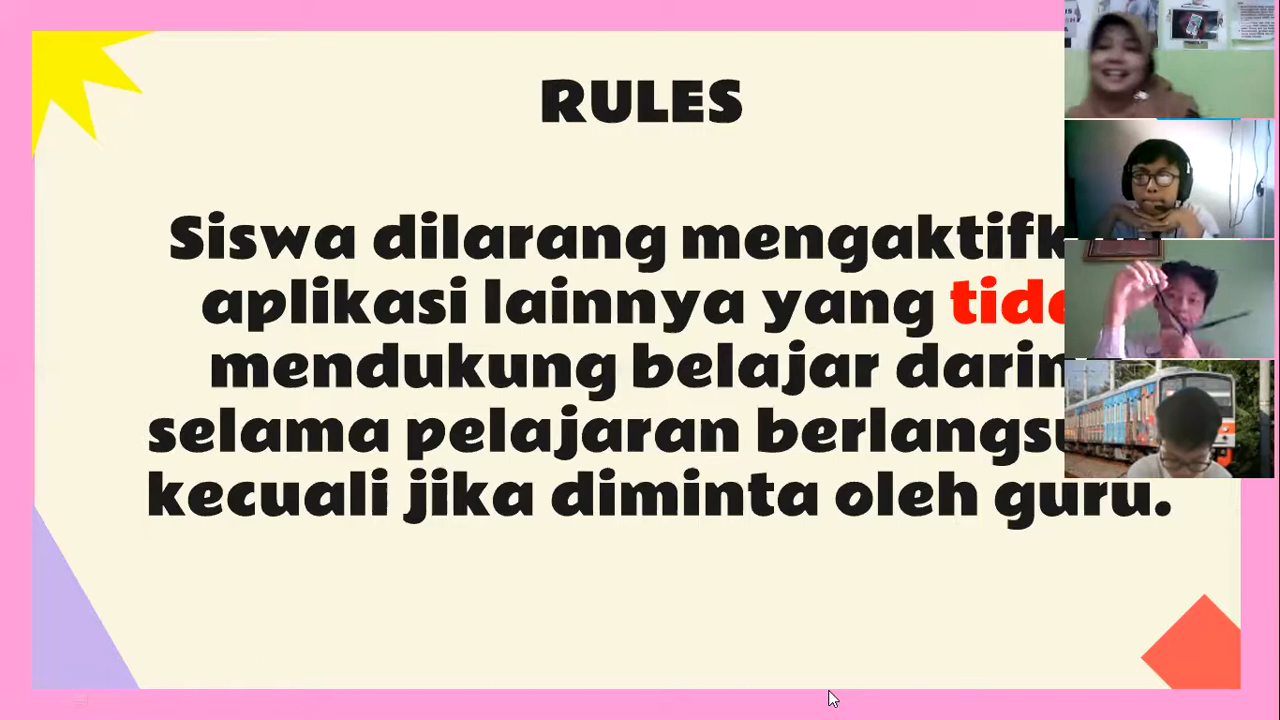 RULES
Siswa dilarang
aplikasi lainnya yang
mendukung belajar
selama pelajaran
kecuali jika diminta oleh guru.